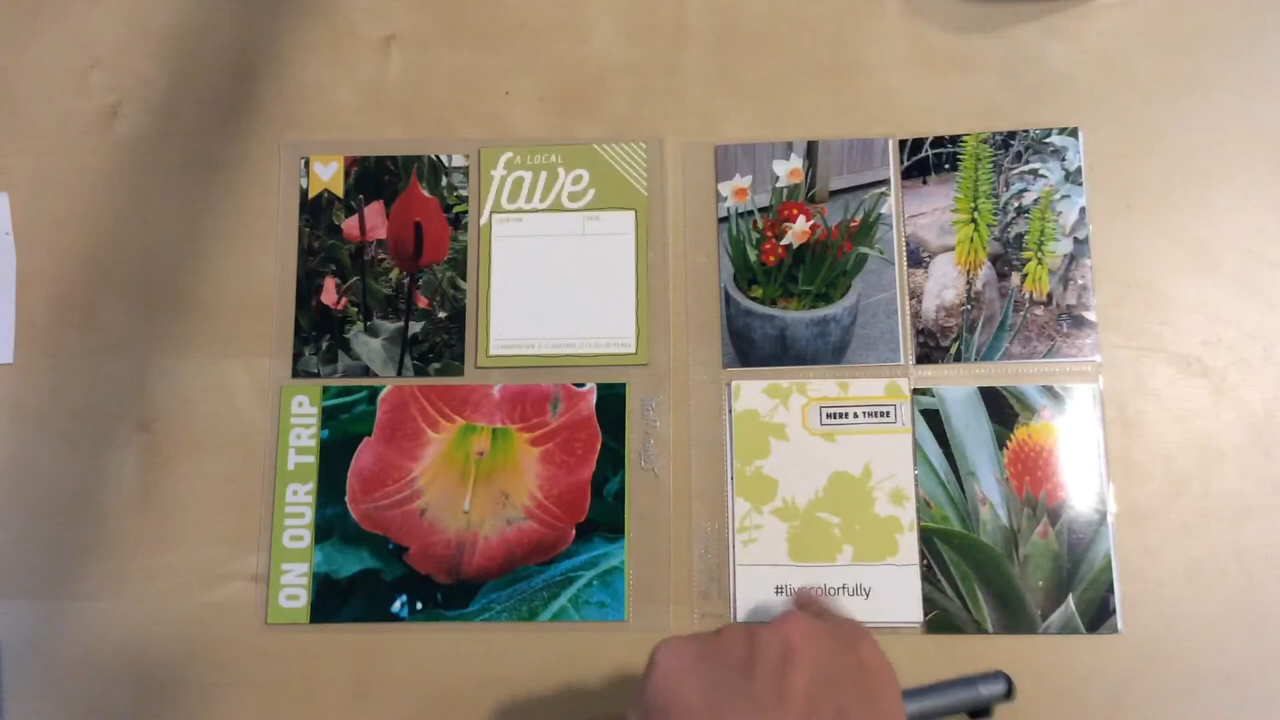 A LOCAL
fave
ON OUR TRIP
HERE & THERE
#livecolorfully